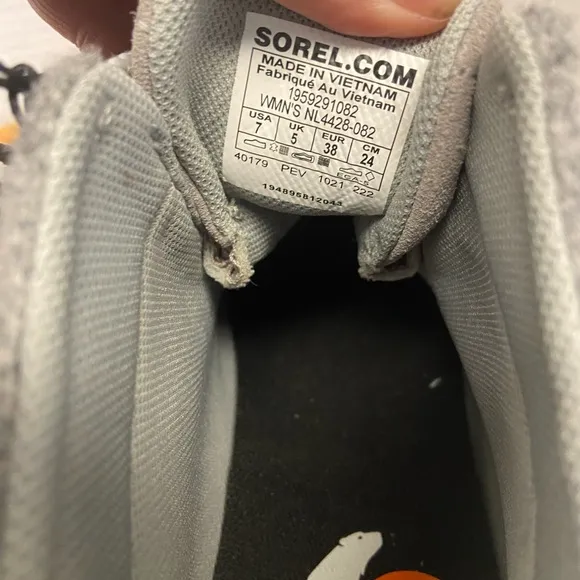 SOREL.COM
MADE IN VIETNAM
Fabriqué Au Vietnam
1959291082
WMN'S NL4428-082
USA UK EUR CM
7 5 38 24
EGA-S
40179 PEV 1021 222
194895812043